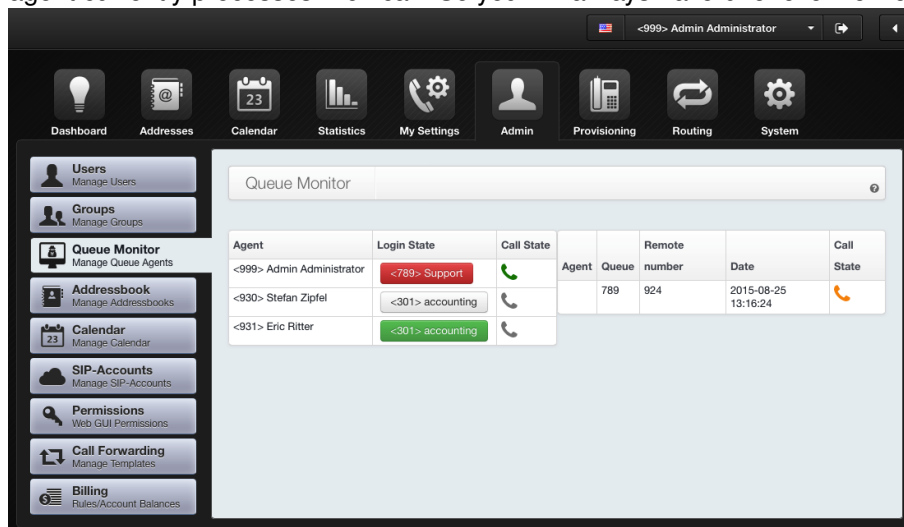 <999> Admin Administrator
@
23
Dashboard Addresses Calendar Statistics My Settings Admin Provisioning Routing System
Users
Manage Users
Groups
Manage Groups
Queue Monitor
Manage Queue Agents
Addressbook
Manage Addressbooks
Calendar
Manage Calendar
23
SIP-Accounts
Manage SIP-Accounts
Permissions
Web GUI Permissions
Call Forwarding
Manage Templates
Billing
Rules/Account Balances
Queue Monitor
Agent Login State Call State
<999> Admin Administrator <789> Support
<930> Stefan Zipfel <301> accounting
<931> Eric Ritter <301> accounting
Agent Queue Remote number Date Call State
789 924 2015-08-25
13:16:24